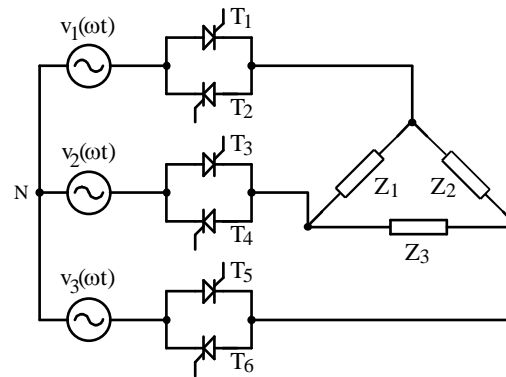 v₁(ωt)
T₁
T₂
v₂(ωt)
T₃
Z₁
Z₂
N
T₄
Z₃
v₃(ωt)
T₅
T₆